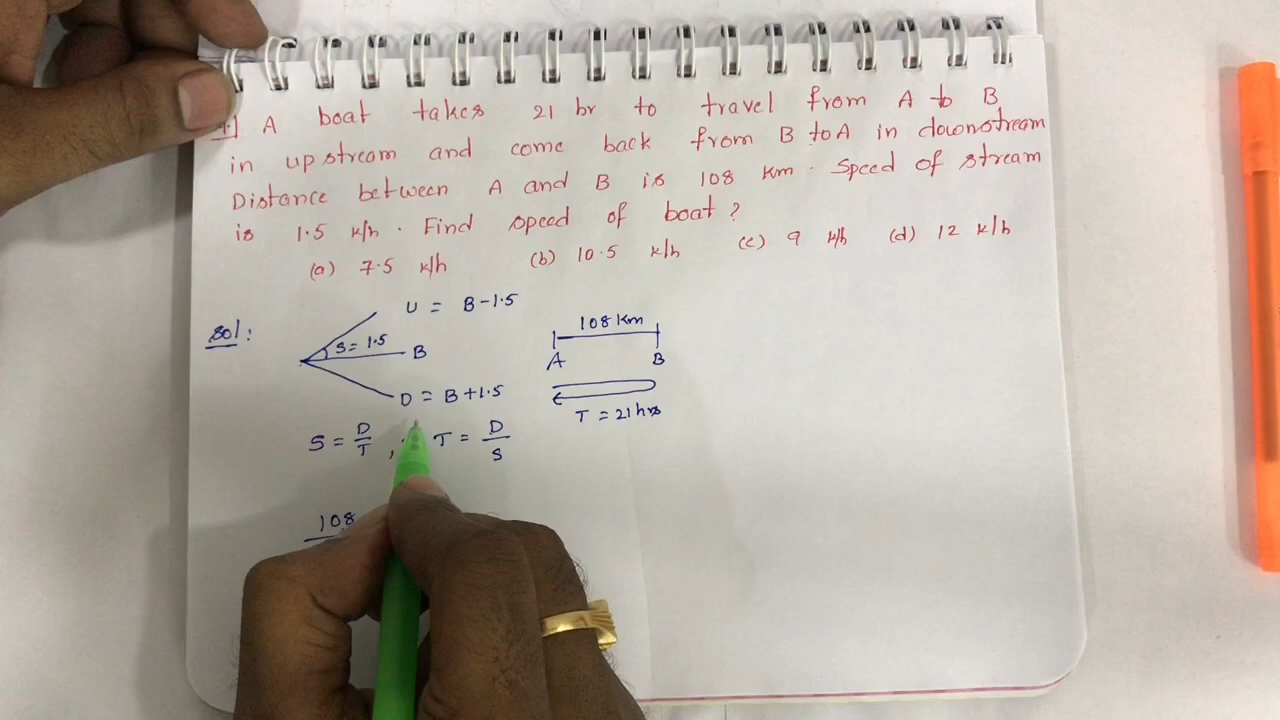 1.] A boat takes 21 hr to travel from A to B
in upstream and come back from B to A in downstream
Distance between A and B is 108 Km. Speed of stream
is 1.5 k/h. Find speed of boat?
(a) 7.5 k/h (b) 10.5 k/h (c) 9 k/h (d) 12 k/h
Sol:
U = B-1.5
S = 1.5
B
D = B+1.5
108 Km
A B
T = 21 hrs
S = D/T, T = D/S
108